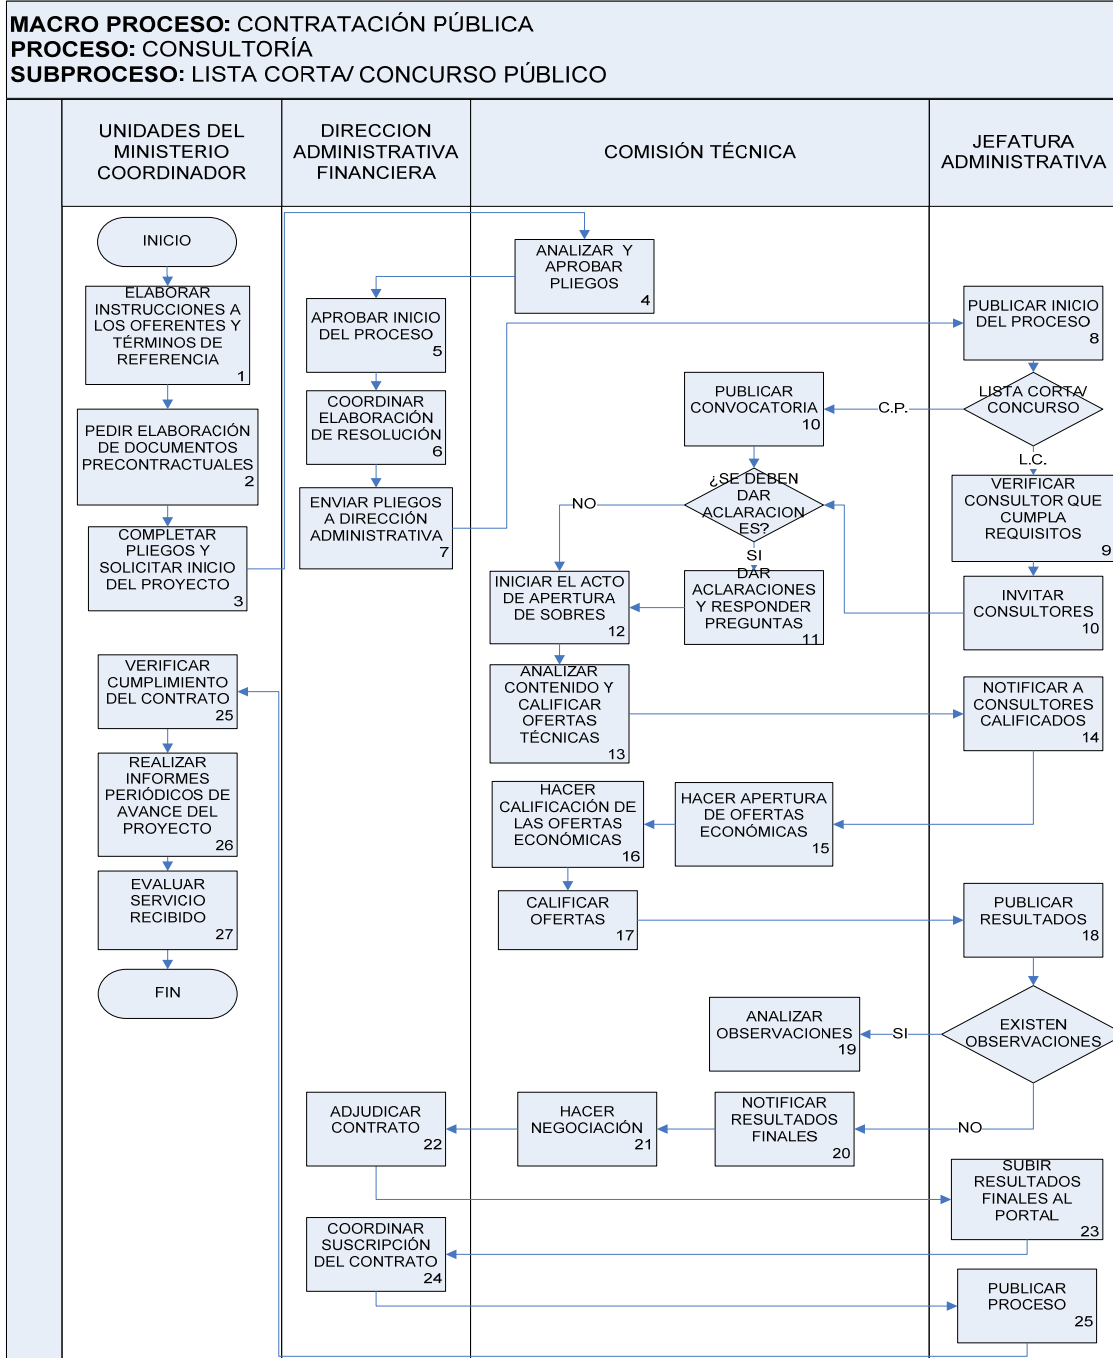 MACRO PROCESO: CONTRATACIÓN PÚBLICA
PROCESO: CONSULTORÍA
SUBPROCESO: LISTA CORTA/ CONCURSO PÚBLICO
UNIDADES DEL
MINISTERIO
COORDINADOR
DIRECCION
ADMINISTRATIVA
FINANCIERA
COMISIÓN TÉCNICA
JEFATURA
ADMINISTRATIVA
INICIO
ELABORAR
INSTRUCCIONES A
LOS OFERENTES Y
TÉRMINOS DE
REFERENCIA
1
PEDIR ELABORACIÓN
DE DOCUMENTOS
PRECONTRACTUALES
2
COMPLETAR
PLIEGOS Y
SOLICITAR INICIO
DEL PROYECTO
3
ANALIZAR Y
APROBAR
PLIEGOS
4
APROBAR INICIO
DEL PROCESO
5
COORDINAR
ELABORACIÓN
DE RESOLUCIÓN
6
ENVIAR PLIEGOS
A DIRECCIÓN
ADMINISTRATIVA
7
PUBLICAR INICIO
DEL PROCESO
8
LISTA CORTA/
CONCURSO
C.P.
L.C.
PUBLICAR
CONVOCATORIA
10
VERIFICAR
CONSULTOR QUE
CUMPLA
REQUISITOS
9
INVITAR
CONSULTORES
10
¿SE DEBEN
DAR
ACLARACION
ES?
NO
SI
DAR
ACLARACIONES
Y RESPONDER
PREGUNTAS
11
INICIAR EL ACTO
DE APERTURA
DE SOBRES
12
ANALIZAR
CONTENIDO Y
CALIFICAR
OFERTAS
TÉCNICAS
13
NOTIFICAR A
CONSULTORES
CALIFICADOS
14
HACER APERTURA
DE OFERTAS
ECONÓMICAS
15
HACER
CALIFICACIÓN DE
LAS OFERTAS
ECONÓMICAS
16
CALIFICAR
OFERTAS
17
PUBLICAR
RESULTADOS
18
EXISTEN
OBSERVACIONES
SI
NO
ANALIZAR
OBSERVACIONES
19
NOTIFICAR
RESULTADOS
FINALES
20
HACER
NEGOCIACIÓN
21
ADJUDICAR
CONTRATO
22
SUBIR
RESULTADOS
FINALES AL
PORTAL
23
COORDINAR
SUSCRIPCIÓN
DEL CONTRATO
24
PUBLICAR
PROCESO
25
VERIFICAR
CUMPLIMIENTO
DEL CONTRATO
25
REALIZAR
INFORMES
PERIÓDICOS DE
AVANCE DEL
PROYECTO
26
EVALUAR
SERVICIO
RECIBIDO
27
FIN